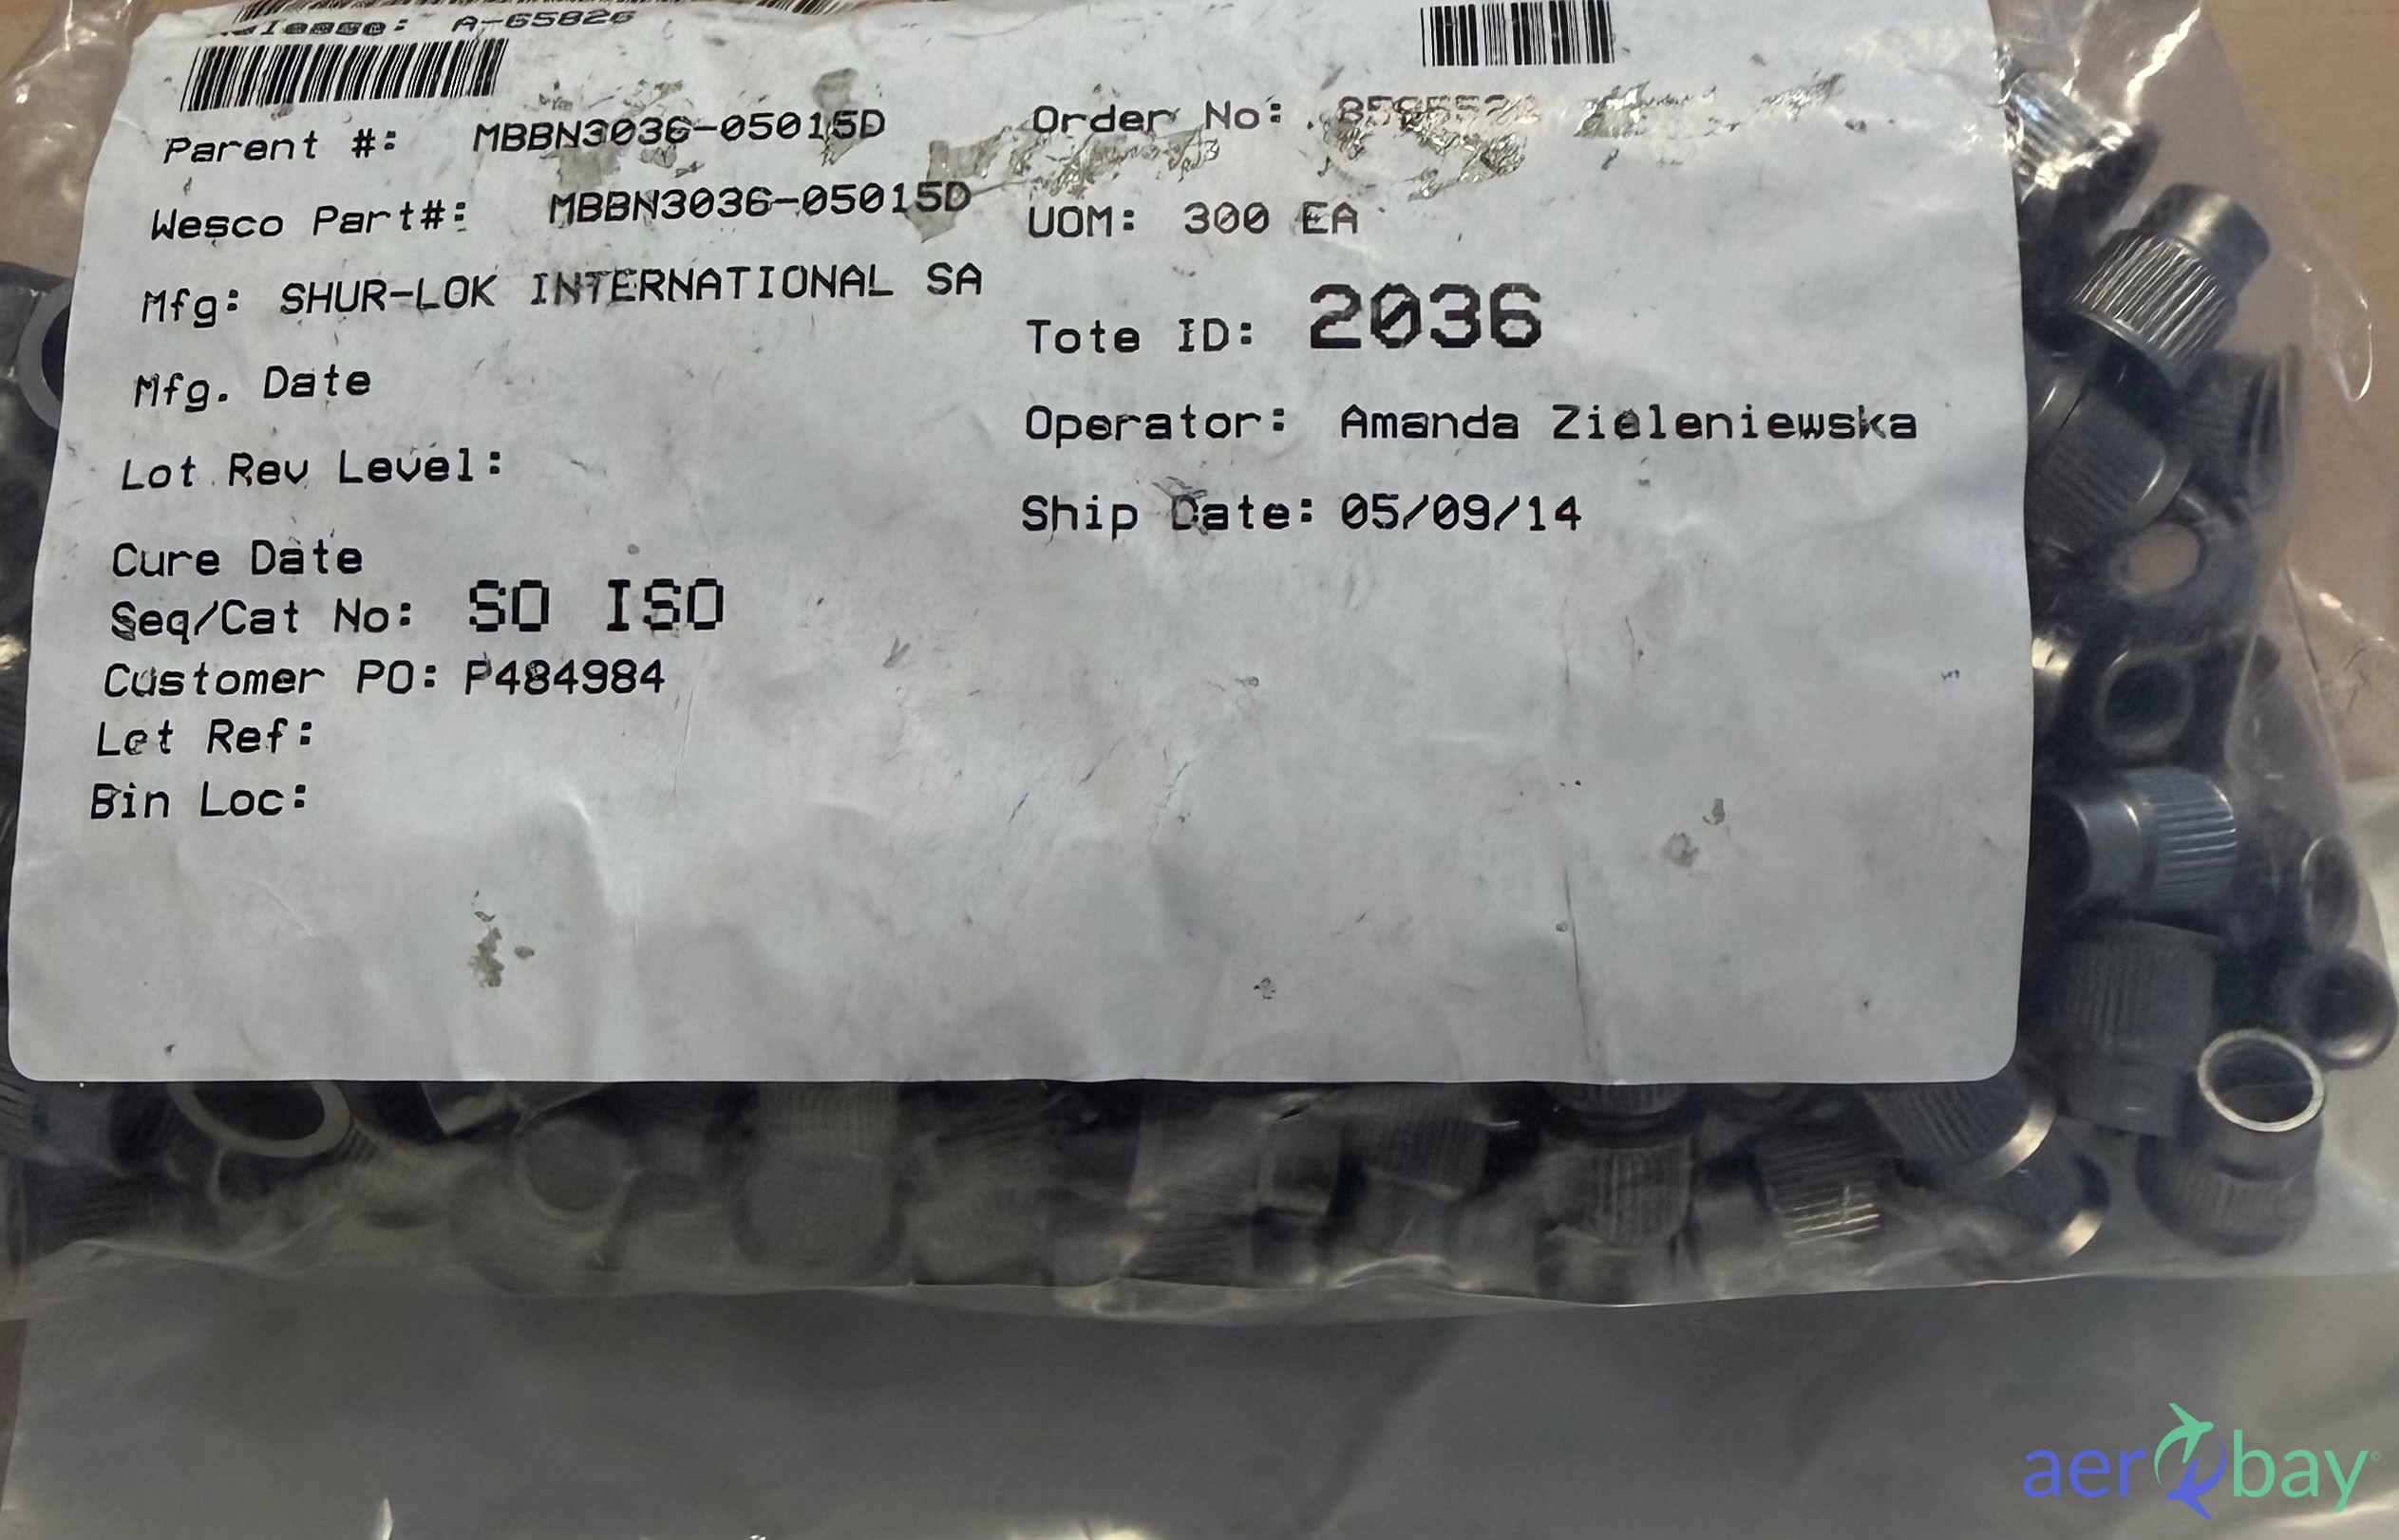 A-65826
Parent #: MBBN3036-05015D
Wesco Part#: MBBN3036-05015D
Mfg: SHUR-LOK INTERNATIONAL SA
Mfg. Date
Lot Rev Level:
Cure Date
Seq/Cat No: SO ISO
Customer PO: P484984
Lot Ref:
Bin Loc:
Order No:
UOM: 300 EA
Tote ID: 2036
Operator: Amanda Zieleniewska
Ship Date: 05/09/14
aerobay